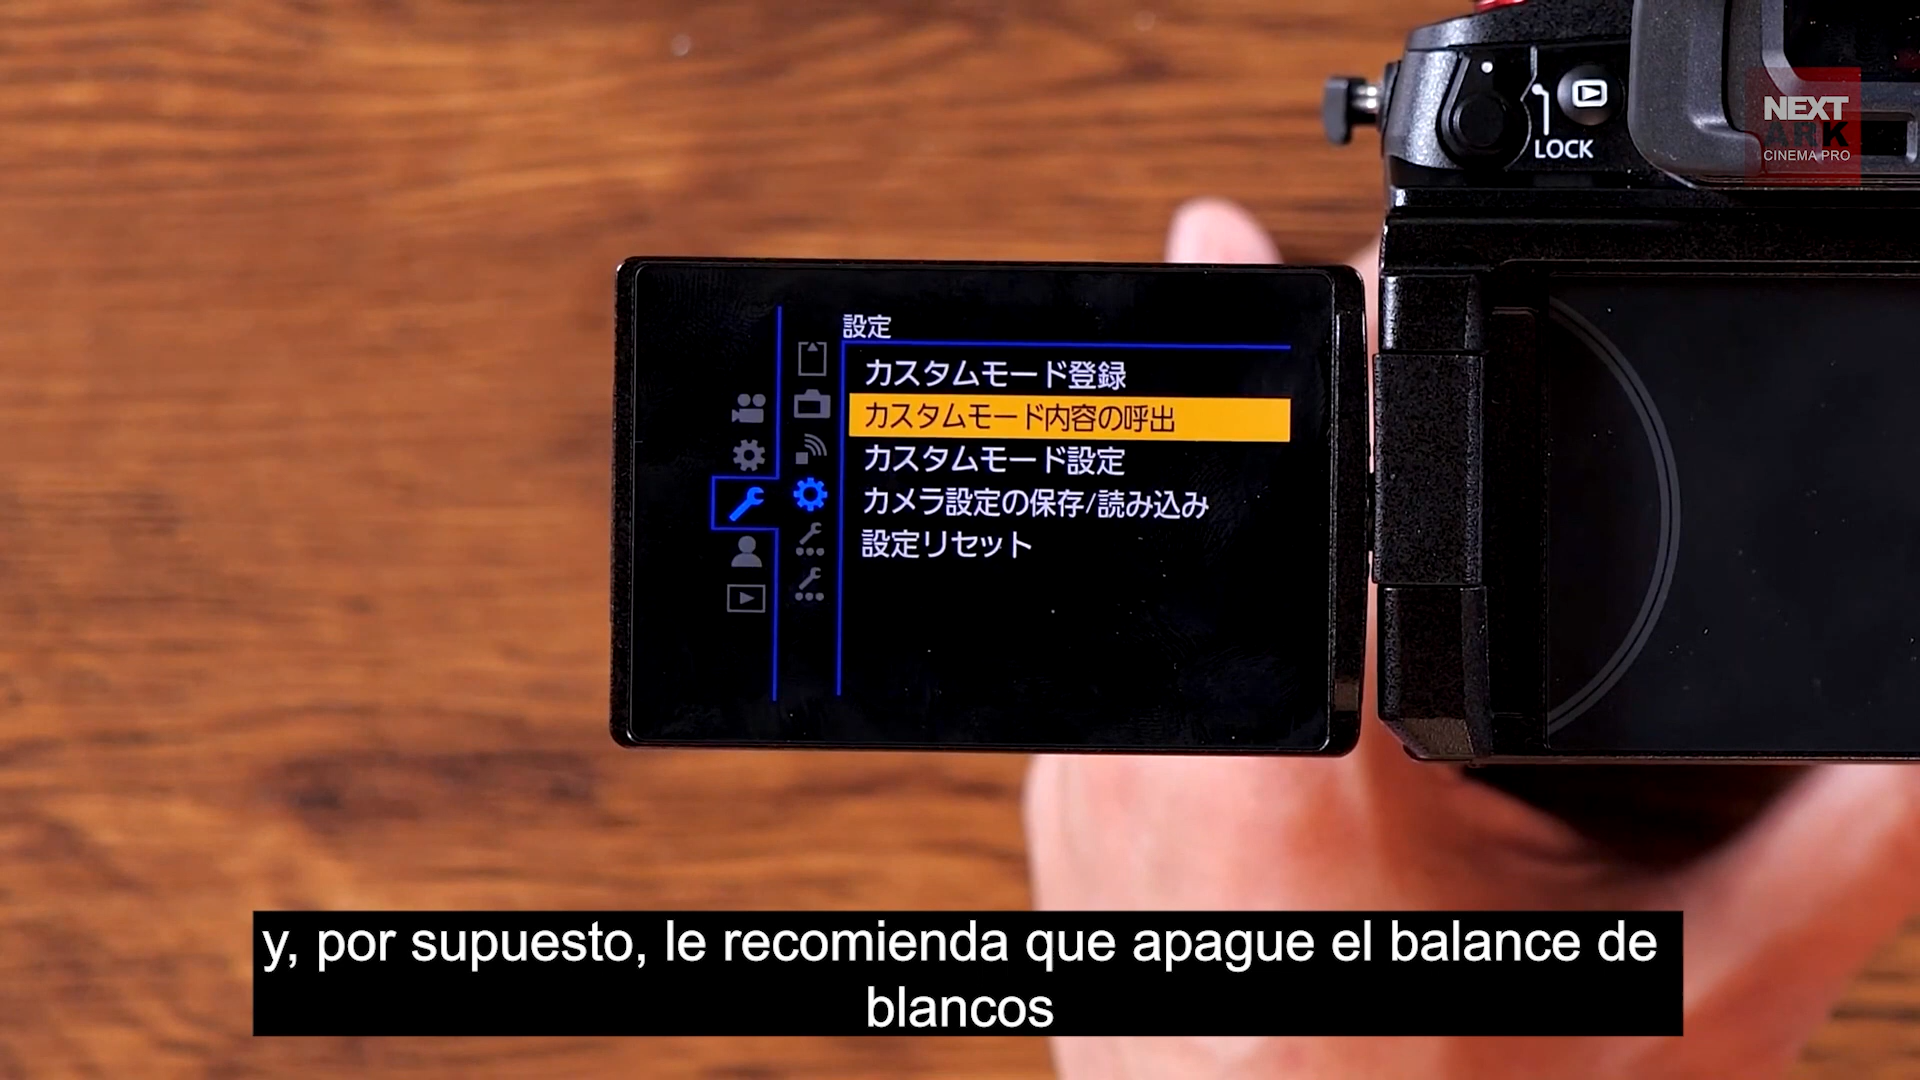 NEXT
ARK
CINEMA PRO
LOCK
設定
カスタムモード登録
カスタムモード内容の呼出
カスタムモード設定
カメラ設定の保存/読み込み
設定リセット
y, por supuesto, le recomienda que apague el balance de
blancos